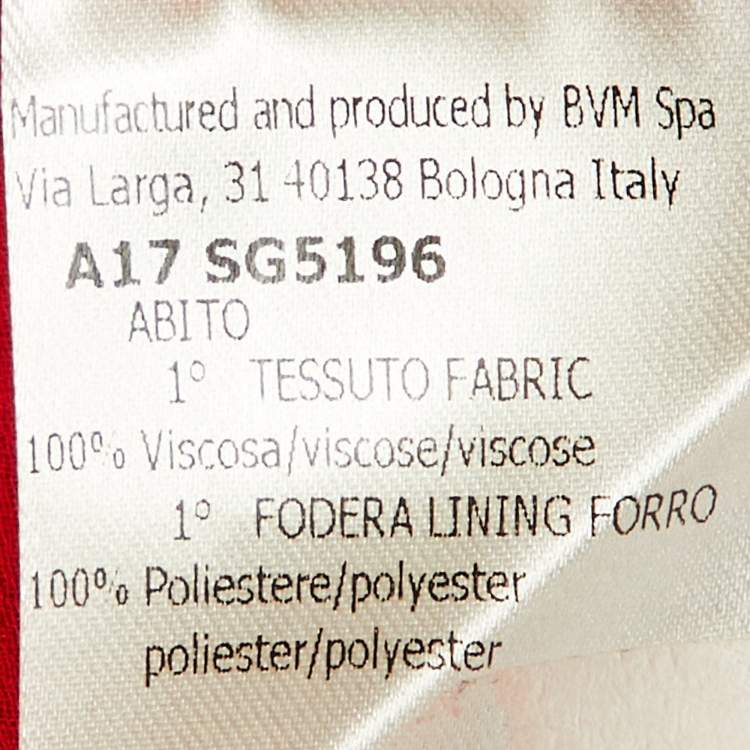 Manufactured and produced by BVM Spa
Via Larga, 31 40138 Bologna Italy
A17 SG5196
ABITO
1° TESSUTO FABRIC
100% Viscosa/viscose/viscose
1° FODERA LINING FORRO
100% Poliestere/polyester
poliester/polyester